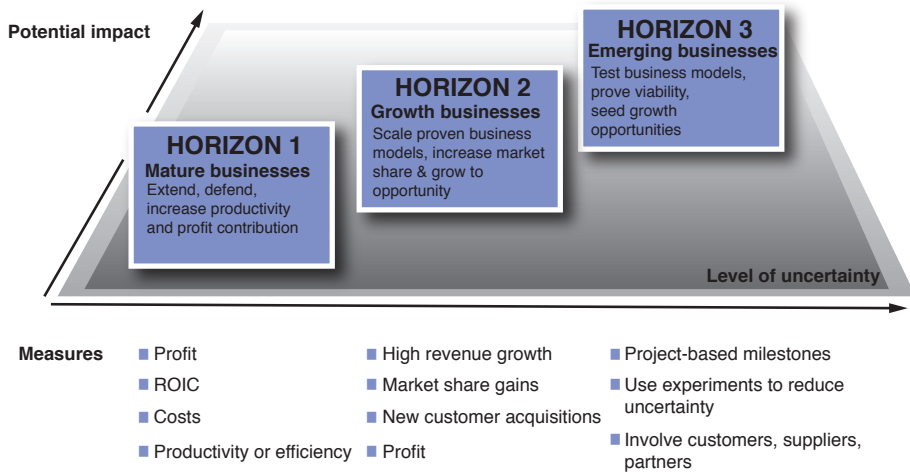 Potential impact
HORIZON 3
Emerging businesses
Test business models,
prove viability,
seed growth
opportunities
HORIZON 2
Growth businesses
Scale proven business
models, increase market
share & grow to
opportunity
HORIZON 1
Mature businesses
Extend, defend,
increase productivity
and profit contribution
Level of uncertainty
Measures
Profit
ROIC
Costs
Productivity or efficiency
High revenue growth
Market share gains
New customer acquisitions
Profit
Project-based milestones
Use experiments to reduce
uncertainty
Involve customers, suppliers,
partners